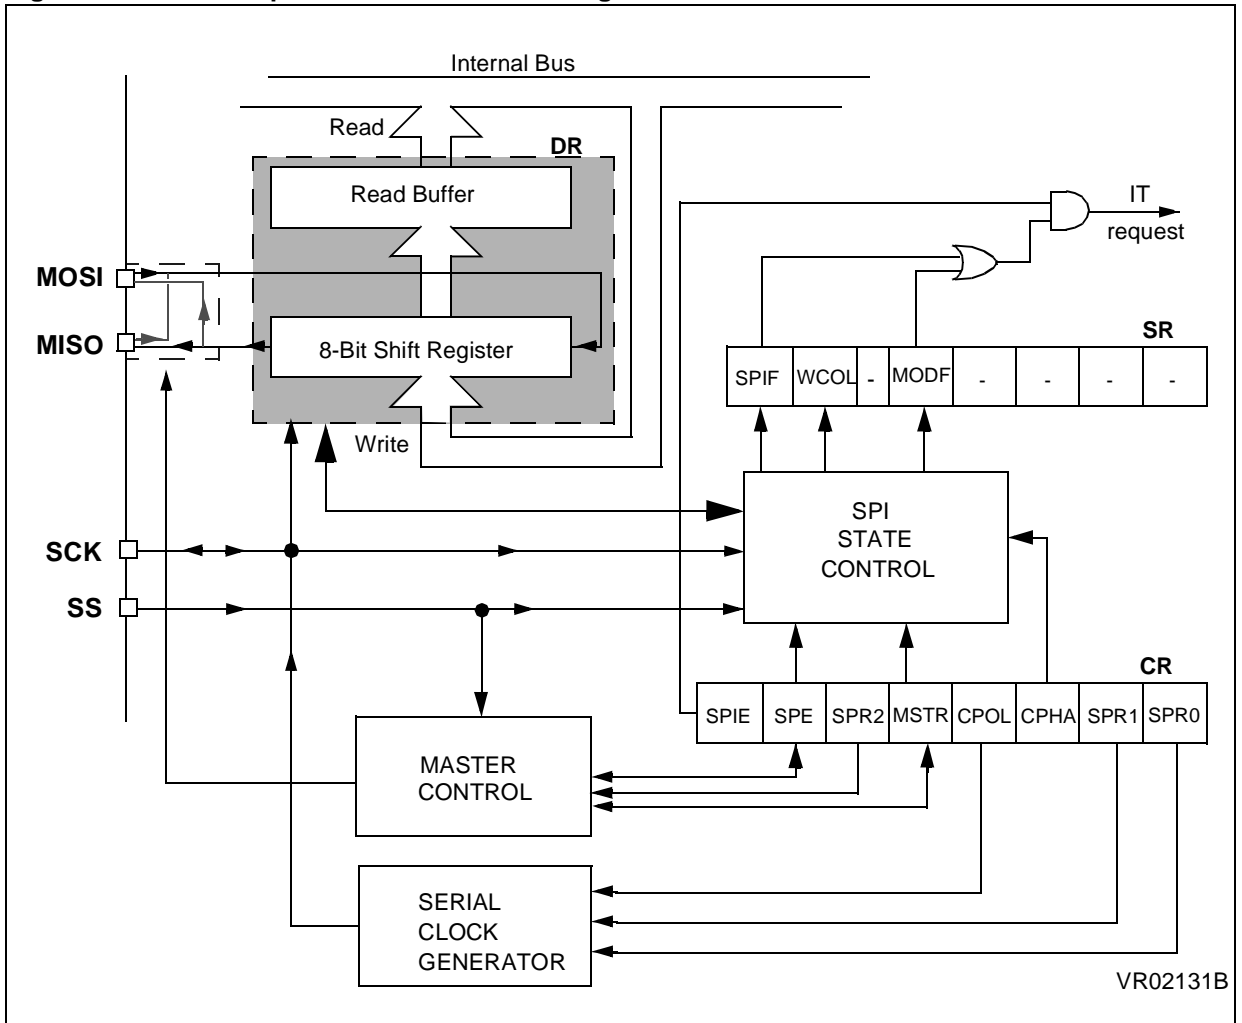 Internal Bus
Read
DR
Read Buffer
IT
request
MOSI
MISO
8-Bit Shift Register
SR
SPIF WCOL - MODF - - - -
Write
SPI
STATE
CONTROL
SCK
SS
CR
SPIE SPE SPR2 MSTR CPOL CPHA SPR1 SPR0
MASTER
CONTROL
SERIAL
CLOCK
GENERATOR
VR02131B